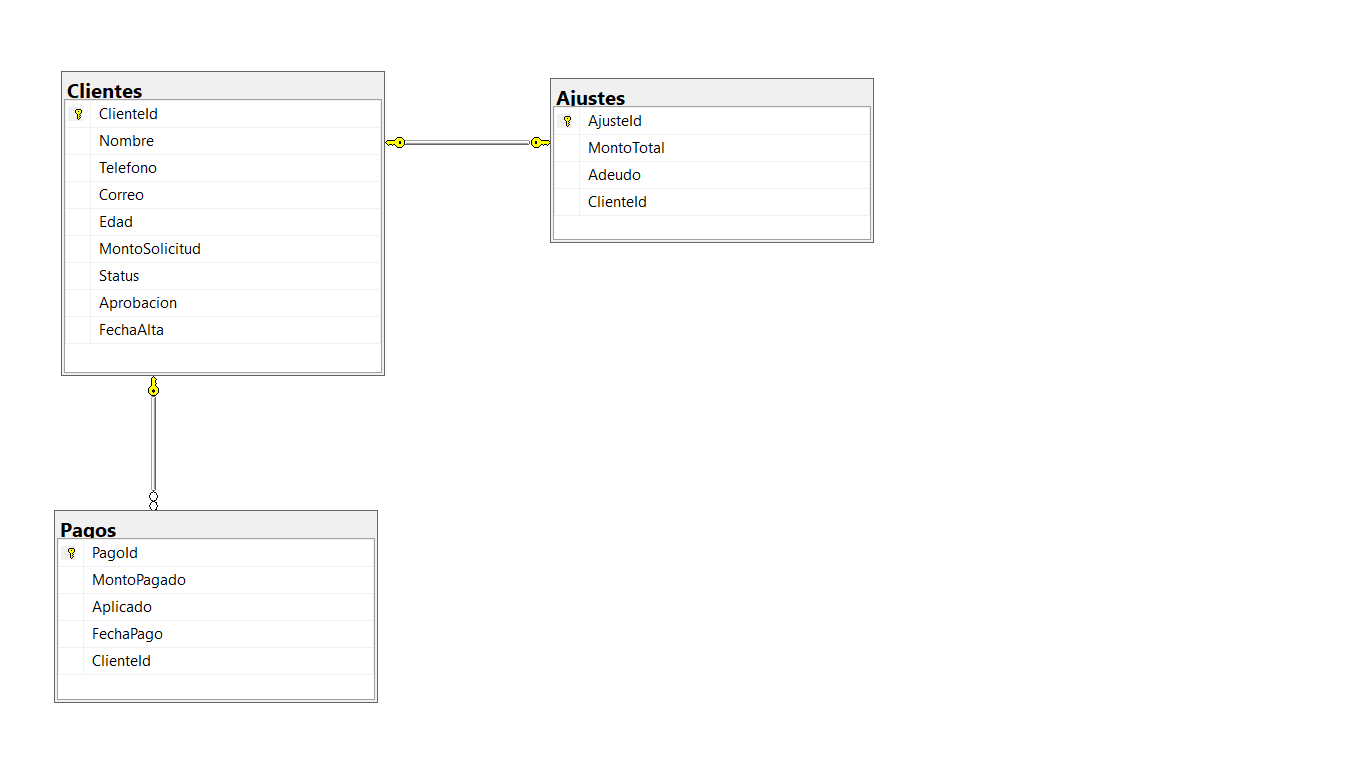 Clientes
ClienteId
Nombre
Telefono
Correo
Edad
MontoSolicitud
Status
Aprobacion
FechaAlta
Ajustes
AjusteId
MontoTotal
Adeudo
ClienteId
Pagos
PagoId
MontoPagado
Aplicado
FechaPago
ClienteId